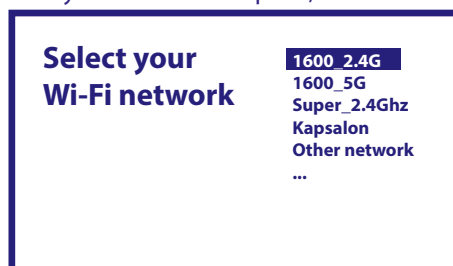 Select your
Wi-Fi network
1600_2.4G
1600_5G
Super_2.4Ghz
Kapsalon
Other network
...